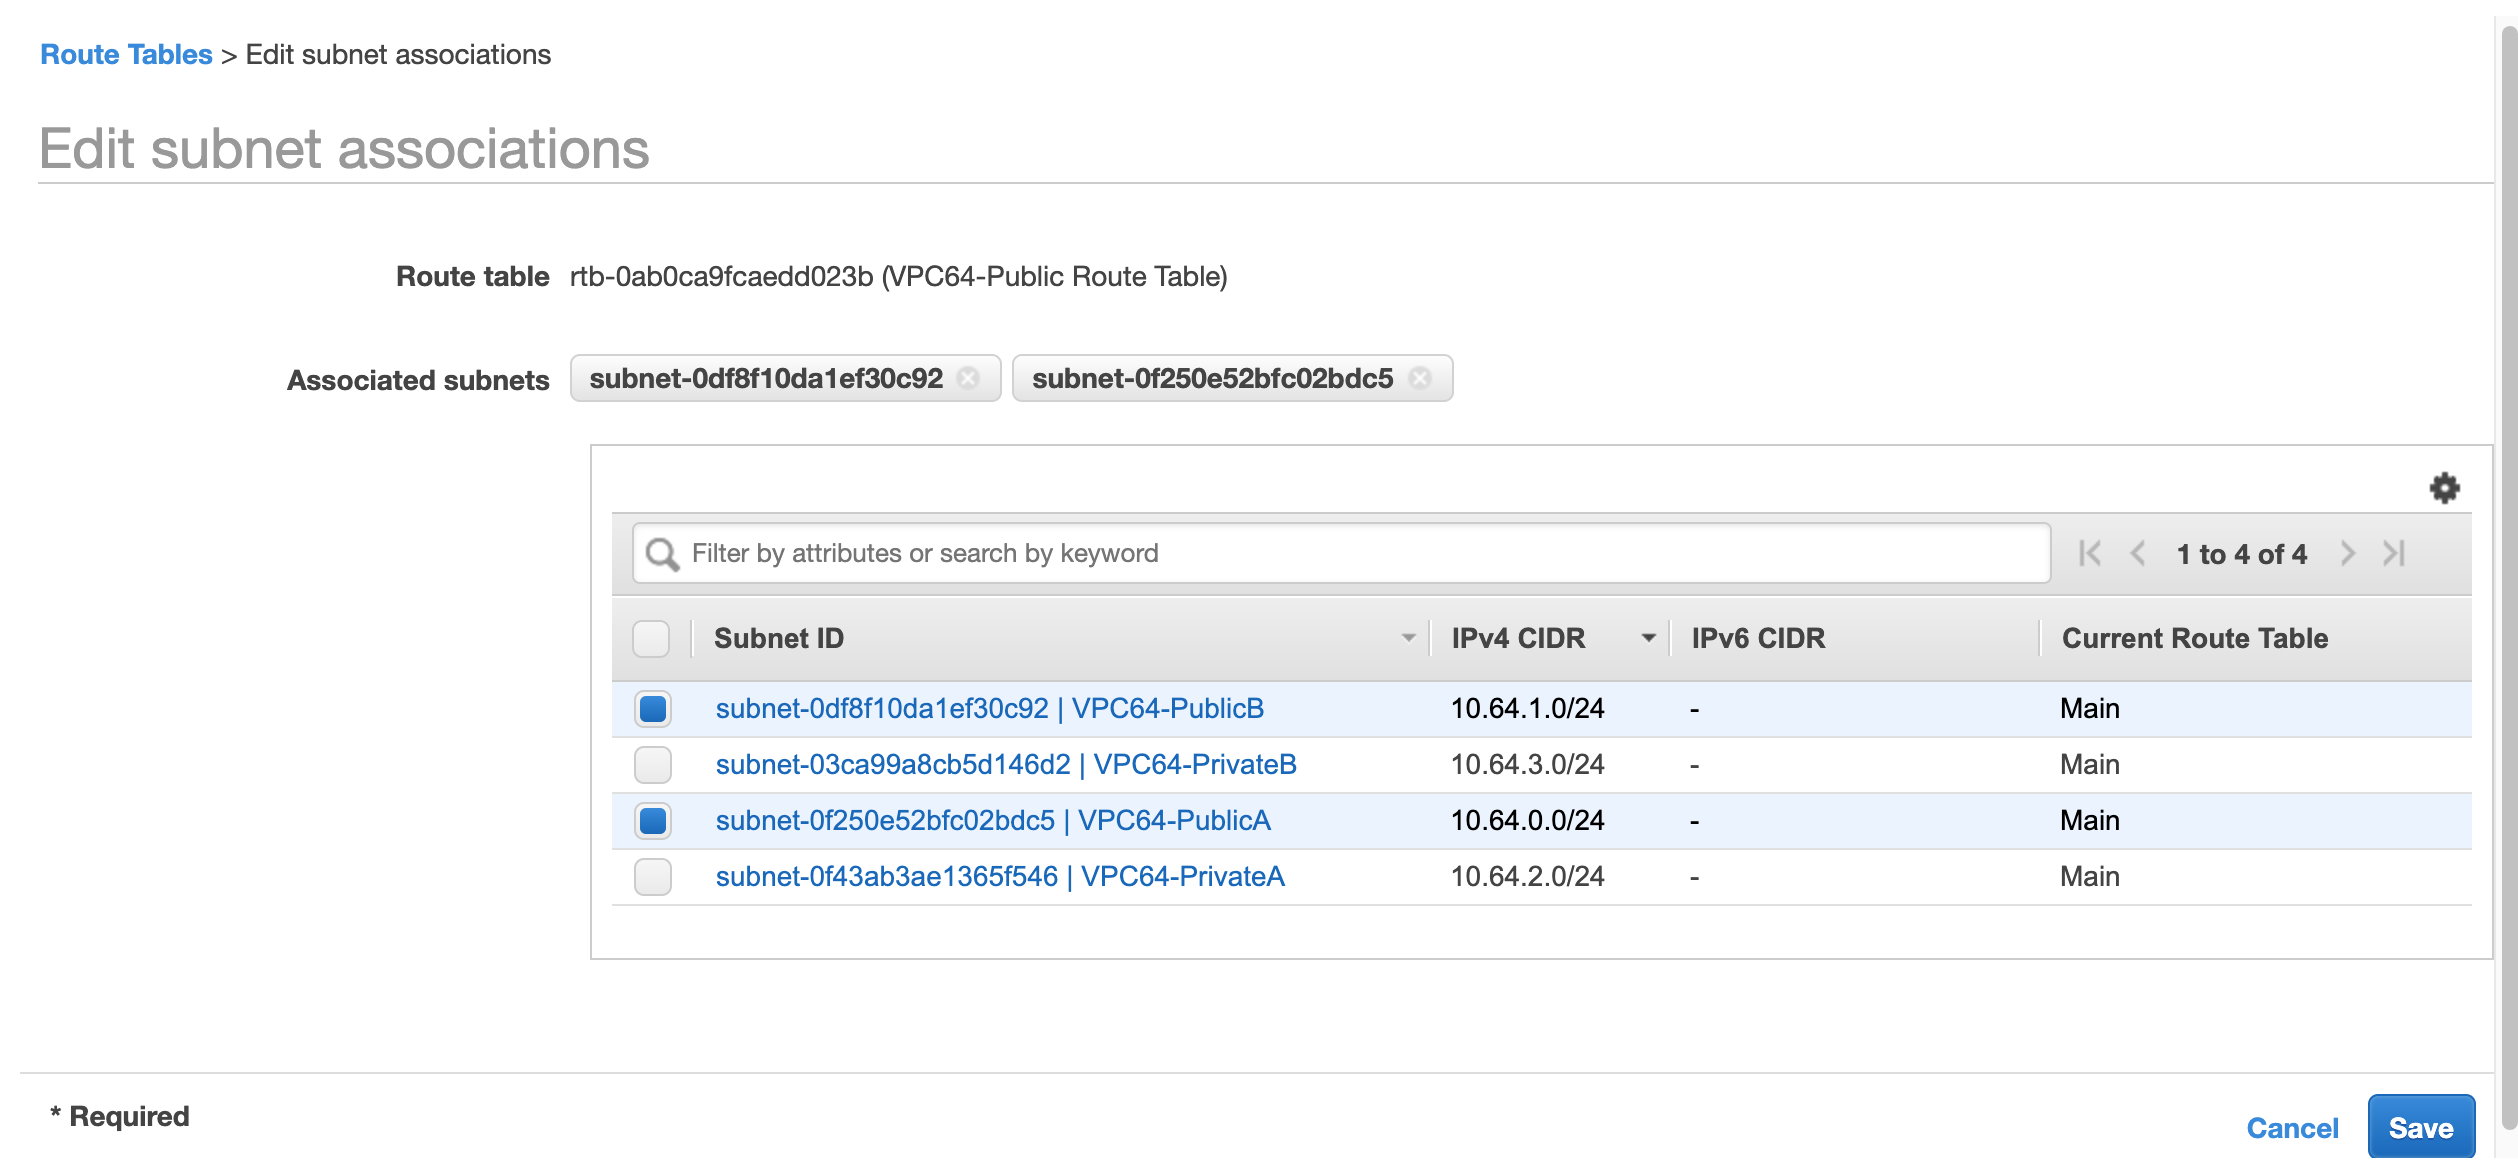 Route Tables > Edit subnet associations
Edit subnet associations
Route table rtb-0ab0ca9fcaedd023b (VPC64-Public Route Table)
Associated subnets subnet-0df8f10da1ef30c92 subnet-0f250e52bfc02bdc5
Filter by attributes or search by keyword 1 to 4 of 4
Subnet ID IPv4 CIDR IPv6 CIDR Current Route Table
subnet-0df8f10da1ef30c92 | VPC64-PublicB 10.64.1.0/24 - Main
subnet-03ca99a8cb5d146d2 | VPC64-PrivateB 10.64.3.0/24 - Main
subnet-0f250e52bfc02bdc5 | VPC64-PublicA 10.64.0.0/24 - Main
subnet-0f43ab3ae1365f546 | VPC64-PrivateA 10.64.2.0/24 - Main
* Required
Cancel Save